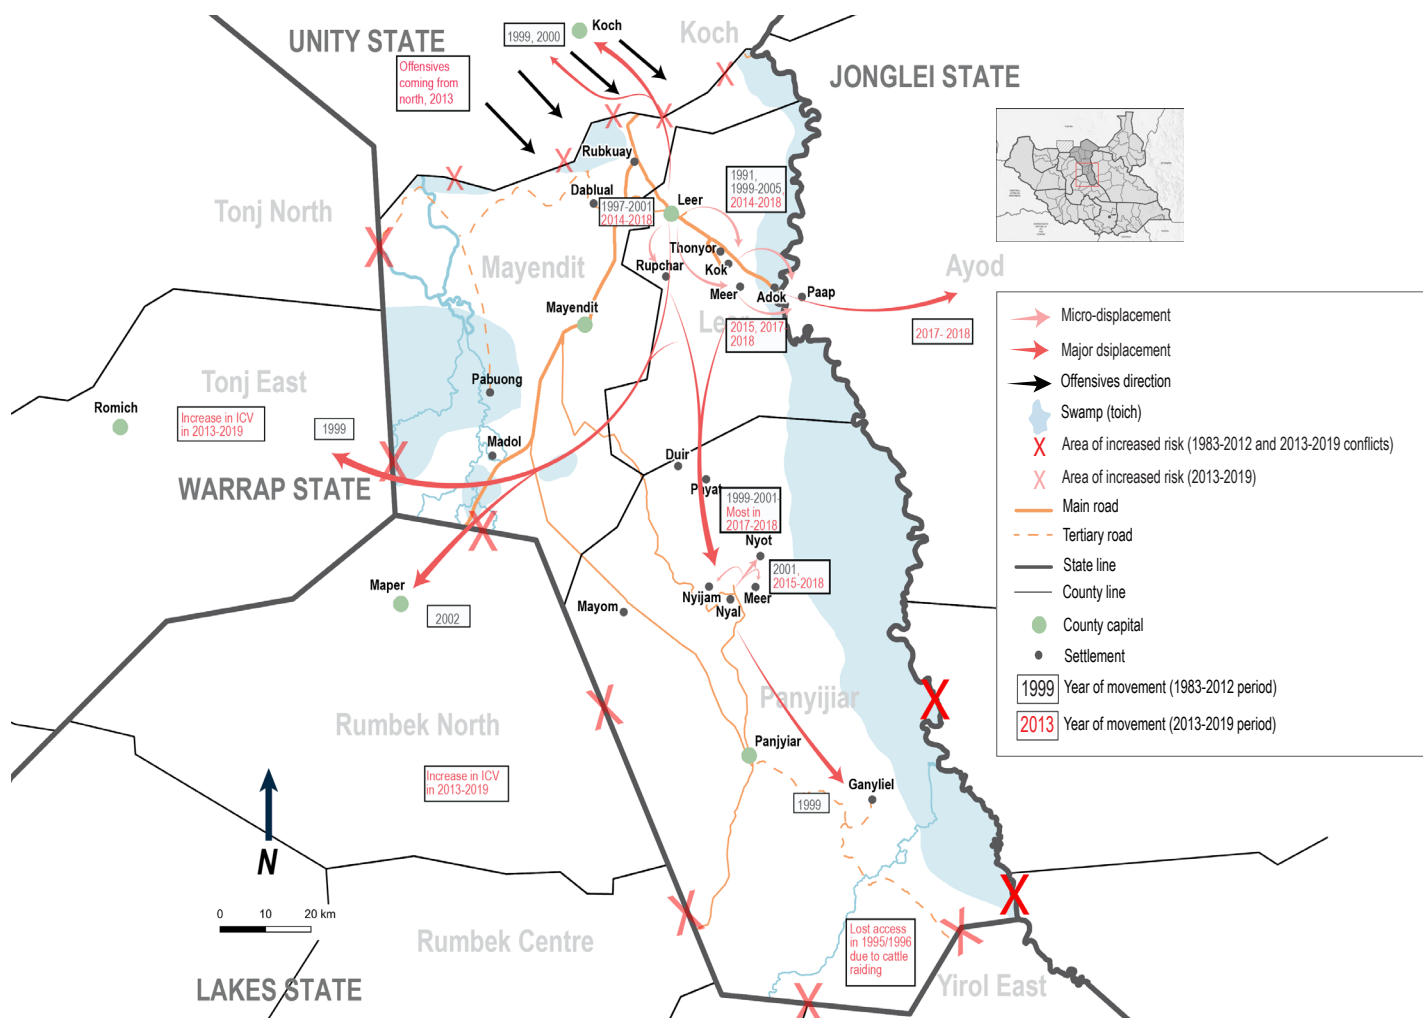 Koch
Koch
UNITY STATE
1999, 2000
Offensives
coming from
north, 2013
JONGLEI STATE
Rubkuay
Dablual
1997-2001
2014-2018
Leer
1991,
1999-2005,
2014-2018
Tonj North
Mayendit
Thonyor
Kok
Rupchar
Meer
Adok
Paap
Ayod
Mayendit
Leer
2015, 2017
2018
2017- 2018
Micro-displacement
Major dsiplacement
Offensives direction
Swamp (toich)
Area of increased risk (1983-2012 and 2013-2019 conflicts)
Area of increased risk (2013-2019)
Main road
Tertiary road
State line
County line
County capital
Settlement
1999
Year of movement (1983-2012 period)
2013
Year of movement (2013-2019 period)
Tonj East
Pabuong
Romich
Increase in ICV
in 2013-2019
1999
Madol
WARRAP STATE
Duir
Payat
1999-2001-
Most in
2017-2018
Nyot
2001,
2015-2018
Maper
2002
Mayom
Nyijam
Nyal
Meer
Panyijiar
Rumbek North
Panjyiar
Ganyliel
1999
Increase in ICV
in 2013-2019
N
0 10 20 km
Rumbek Centre
Lost access
in 1995/1996
due to cattle
raiding
Yirol East
LAKES STATE